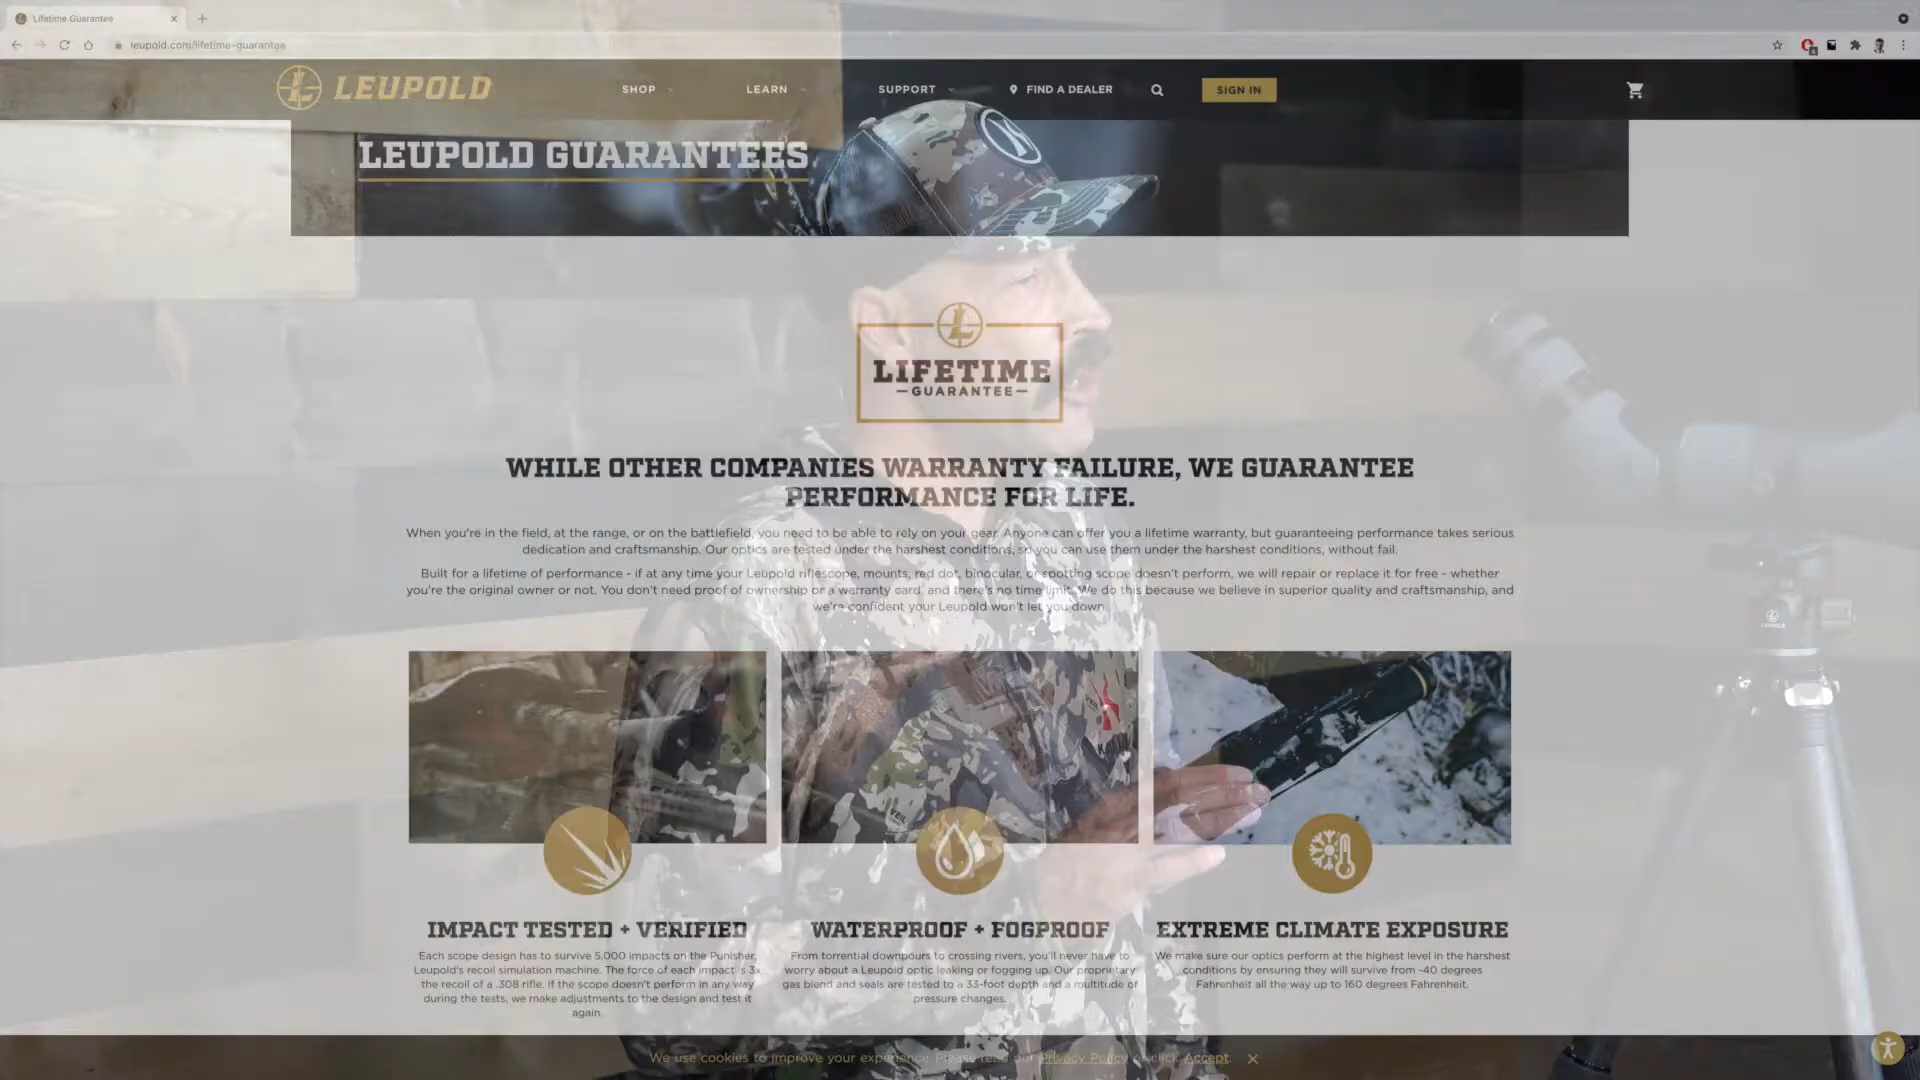 Lifetime Guarantee
leupold.com/lifetime-guarantee
LEUPOLD
SHOP
LEARN
SUPPORT
FIND A DEALER
SIGN IN
LEUPOLD GUARANTEES
LIFETIME
GUARANTEE
WHILE OTHER COMPANIES WARRANTY FAILURE, WE GUARANTEE
PERFORMANCE FOR LIFE.
When you're in the field, at the range, or on the battlefield, you need to be able to rely on your gear. Anyone can offer you a lifetime warranty, but guaranteeing performance takes serious
dedication and craftsmanship. Our optics are tested under the harshest conditions, so you can use them under the harshest conditions, without fail.
Built for a lifetime of performance - if at any time your Leupold riflescope, mounts, red dot, binocular, or spotting scope doesn't perform, we will repair or replace it for free - whether
you're the original owner or not. You don't need proof of ownership or a warranty card, and there's no time limit. We do this because we believe in superior quality and craftsmanship, and
we're confident your Leupold won't let you down.
VEIL
VEIL
IMPACT TESTED + VERIFIED
Each scope design has to survive 5,000 impacts on the Punisher,
Leupold's recoil simulation machine. The force of each impact is 3x
the recoil of a .308 rifle. If the scope doesn't perform in any way
during the tests, we make adjustments to the design and test it
again.
WATERPROOF + FOGPROOF
From torrential downpours to crossing rivers, you'll never have to
worry about a Leupold optic leaking or fogging up. Our proprietary
gas blend and seals are tested to a 33-foot depth and a multitude of
pressure changes.
EXTREME CLIMATE EXPOSURE
We make sure our optics perform at the highest level in the harshest
conditions by ensuring they will survive from -40 degrees
Fahrenheit all the way up to 160 degrees Fahrenheit.
We use cookies to improve your experience. Please read our Privacy Policy or click Accept.